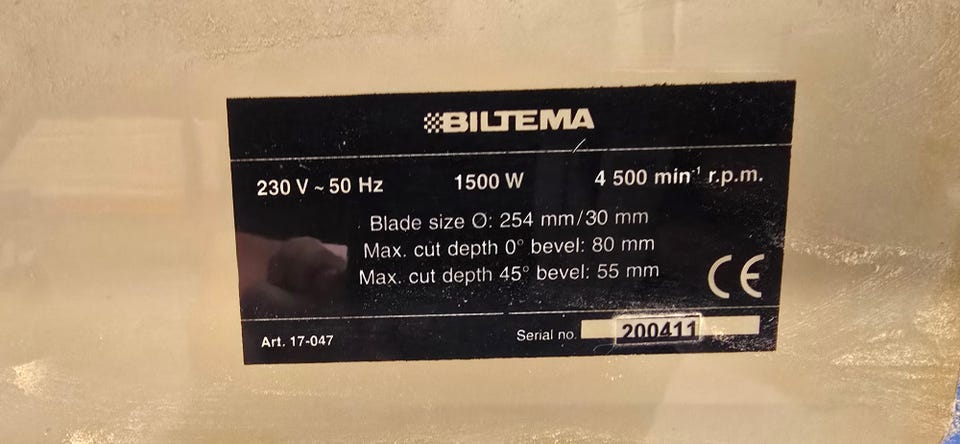 BILTEMA
230 V ~ 50 Hz 1500 W 4 500 min⁻¹ r.p.m.
Blade size Ø: 254 mm/30 mm
Max. cut depth 0° bevel: 80 mm
Max. cut depth 45° bevel: 55 mm
CE
Art. 17-047 Serial no. 200411